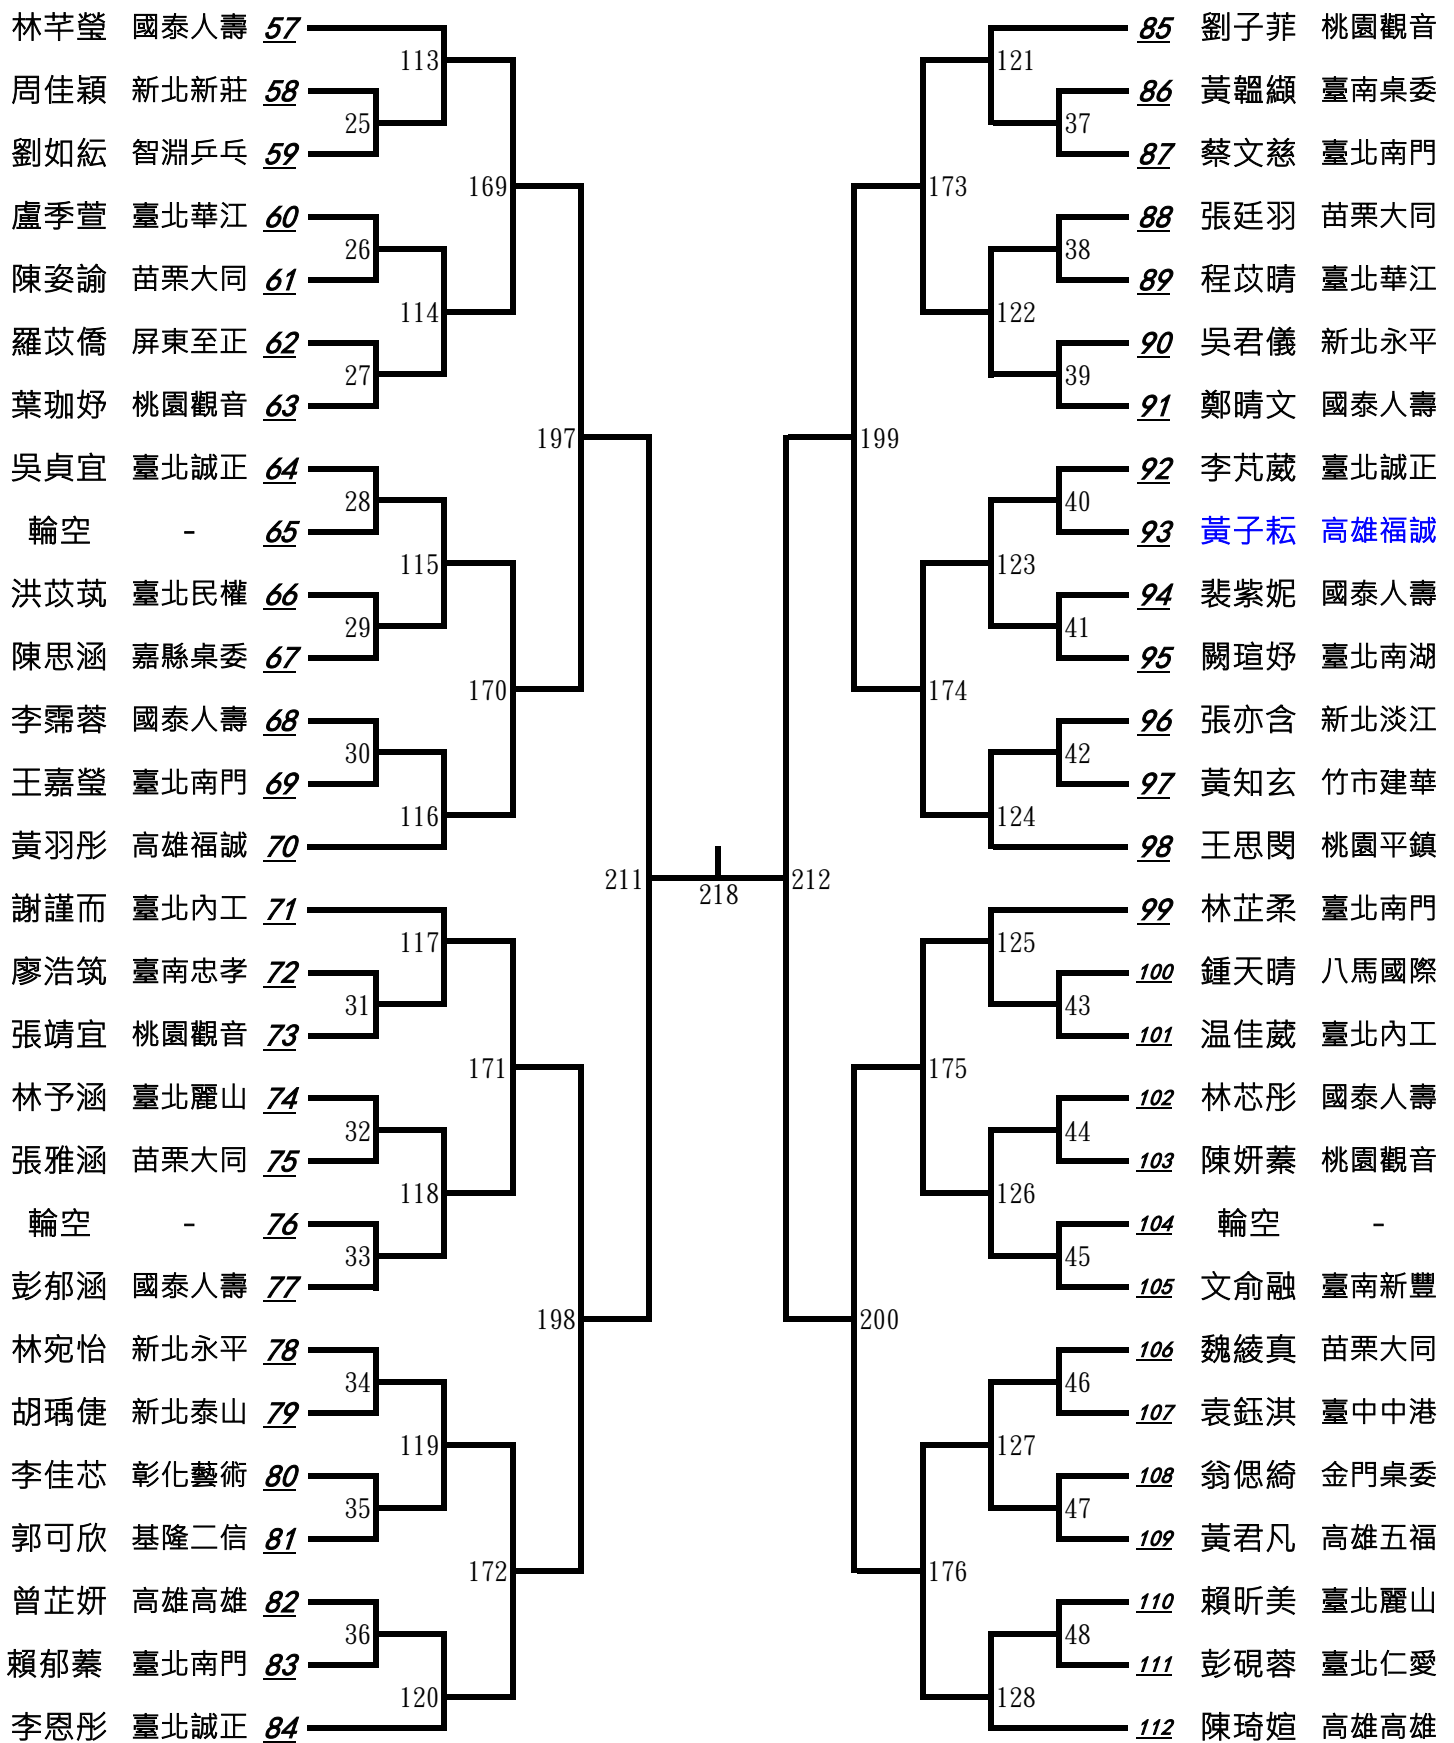 林芊瑩 國泰人壽 57
周佳穎 新北新莊 58
劉如紜 智淵乒乓 59
盧季萱 臺北華江 60
陳姿諭 苗栗大同 61
羅苡僑 屏東至正 62
葉珈妤 桃園觀音 63
吳貞宜 臺北誠正 64
輪空 - 65
洪苡茿 臺北民權 66
陳思涵 嘉縣桌委 67
李霈蓉 國泰人壽 68
王嘉瑩 臺北南門 69
黃羽彤 高雄福誠 70
謝謹而 臺北內工 71
廖浩筑 臺南忠孝 72
張靖宜 桃園觀音 73
林予涵 臺北麗山 74
張雅涵 苗栗大同 75
輪空 - 76
彭郁涵 國泰人壽 77
林宛怡 新北永平 78
胡瑀倢 新北泰山 79
李佳芯 彰化藝術 80
郭可欣 基隆二信 81
曾芷妍 高雄高雄 82
賴郁蓁 臺北南門 83
李恩彤 臺北誠正 84
113
25
169
26
114
27
197
28
115
29
170
30
116
211
117
31
171
32
118
33
198
34
119
35
172
36
120
218
212
121
37
173
38
122
39
199
40
123
41
174
42
124
125
43
175
44
126
45
200
46
127
47
176
48
128
85 劉子菲 桃園觀音
86 黃韞纈 臺南桌委
87 蔡文慈 臺北南門
88 張廷羽 苗栗大同
89 程苡晴 臺北華江
90 吳君儀 新北永平
91 鄭晴文 國泰人壽
92 李芃葳 臺北誠正
93 黃子耘 高雄福誠
94 裴紫妮 國泰人壽
95 闕瑄妤 臺北南湖
96 張亦含 新北淡江
97 黃知玄 竹市建華
98 王思閔 桃園平鎮
99 林芷柔 臺北南門
100 鍾天晴 八馬國際
101 温佳葳 臺北內工
102 林芯彤 國泰人壽
103 陳妍蓁 桃園觀音
104 輪空 -
105 文俞融 臺南新豐
106 魏綾真 苗栗大同
107 袁鈺淇 臺中中港
108 翁偲綺 金門桌委
109 黃君凡 高雄五福
110 賴昕美 臺北麗山
111 彭硯蓉 臺北仁愛
112 陳琦媗 高雄高雄